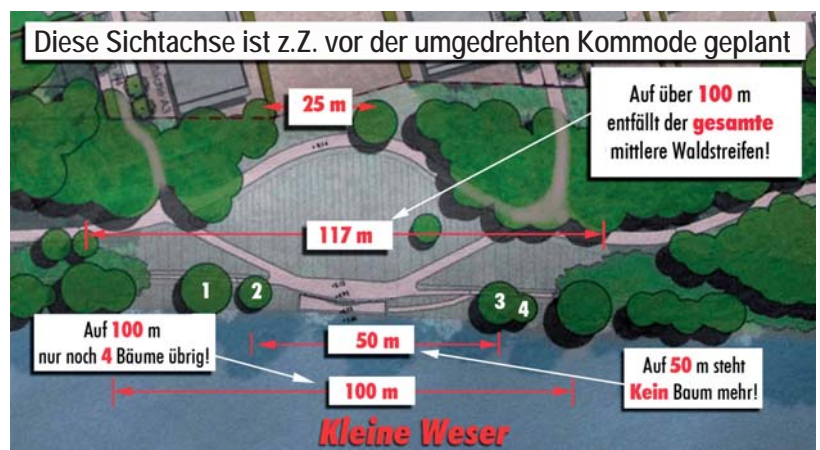 Diese Sichtachse ist z.Z. vor der umgedrehten Kommode geplant
25 m
Auf über 100 m
entfällt der gesamte
mittlere Waldstreifen!
117 m
1
2
3
4
Auf 100 m
nur noch 4 Bäume übrig!
50 m
Auf 50 m steht
Kein Baum mehr!
100 m
Kleine Weser